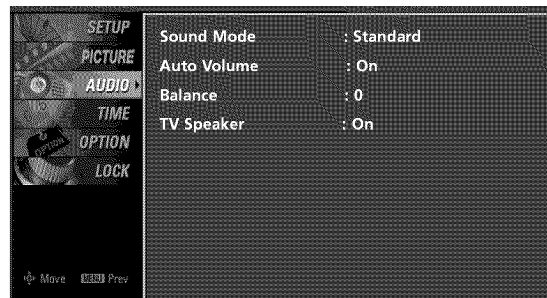 SETUP
PICTURE
AUDIO
TIME
OPTION
LOCK
Sound Mode : Standard
Auto Volume : On
Balance : 0
TV Speaker : On
OPTION
Move MENU Prev